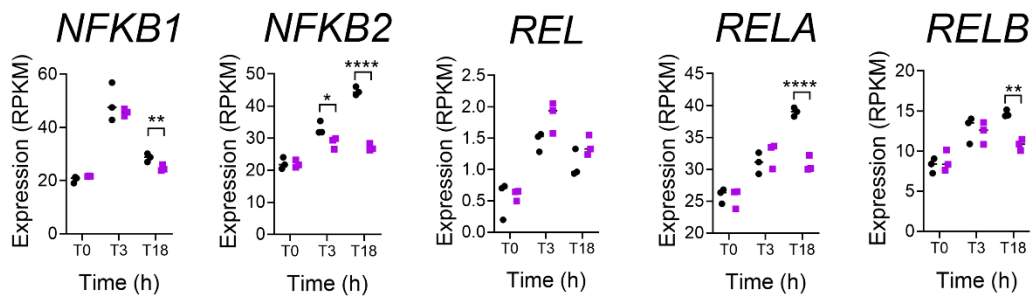 NFKB1
Expression (RPKM)
60
40
20
0
**
T0 T3 T18
Time (h)
NFKB2
Expression (RPKM)
50
40
30
20
10
0
*
****
T0 T3 T18
Time (h)
REL
Expression (RPKM)
2.5
2.0
1.5
1.0
0.5
0.0
T0 T3 T18
Time (h)
RELA
Expression (RPKM)
45
40
35
30
25
20
****
T0 T3 T18
Time (h)
RELB
Expression (RPKM)
20
15
10
5
0
**
T0 T3 T18
Time (h)